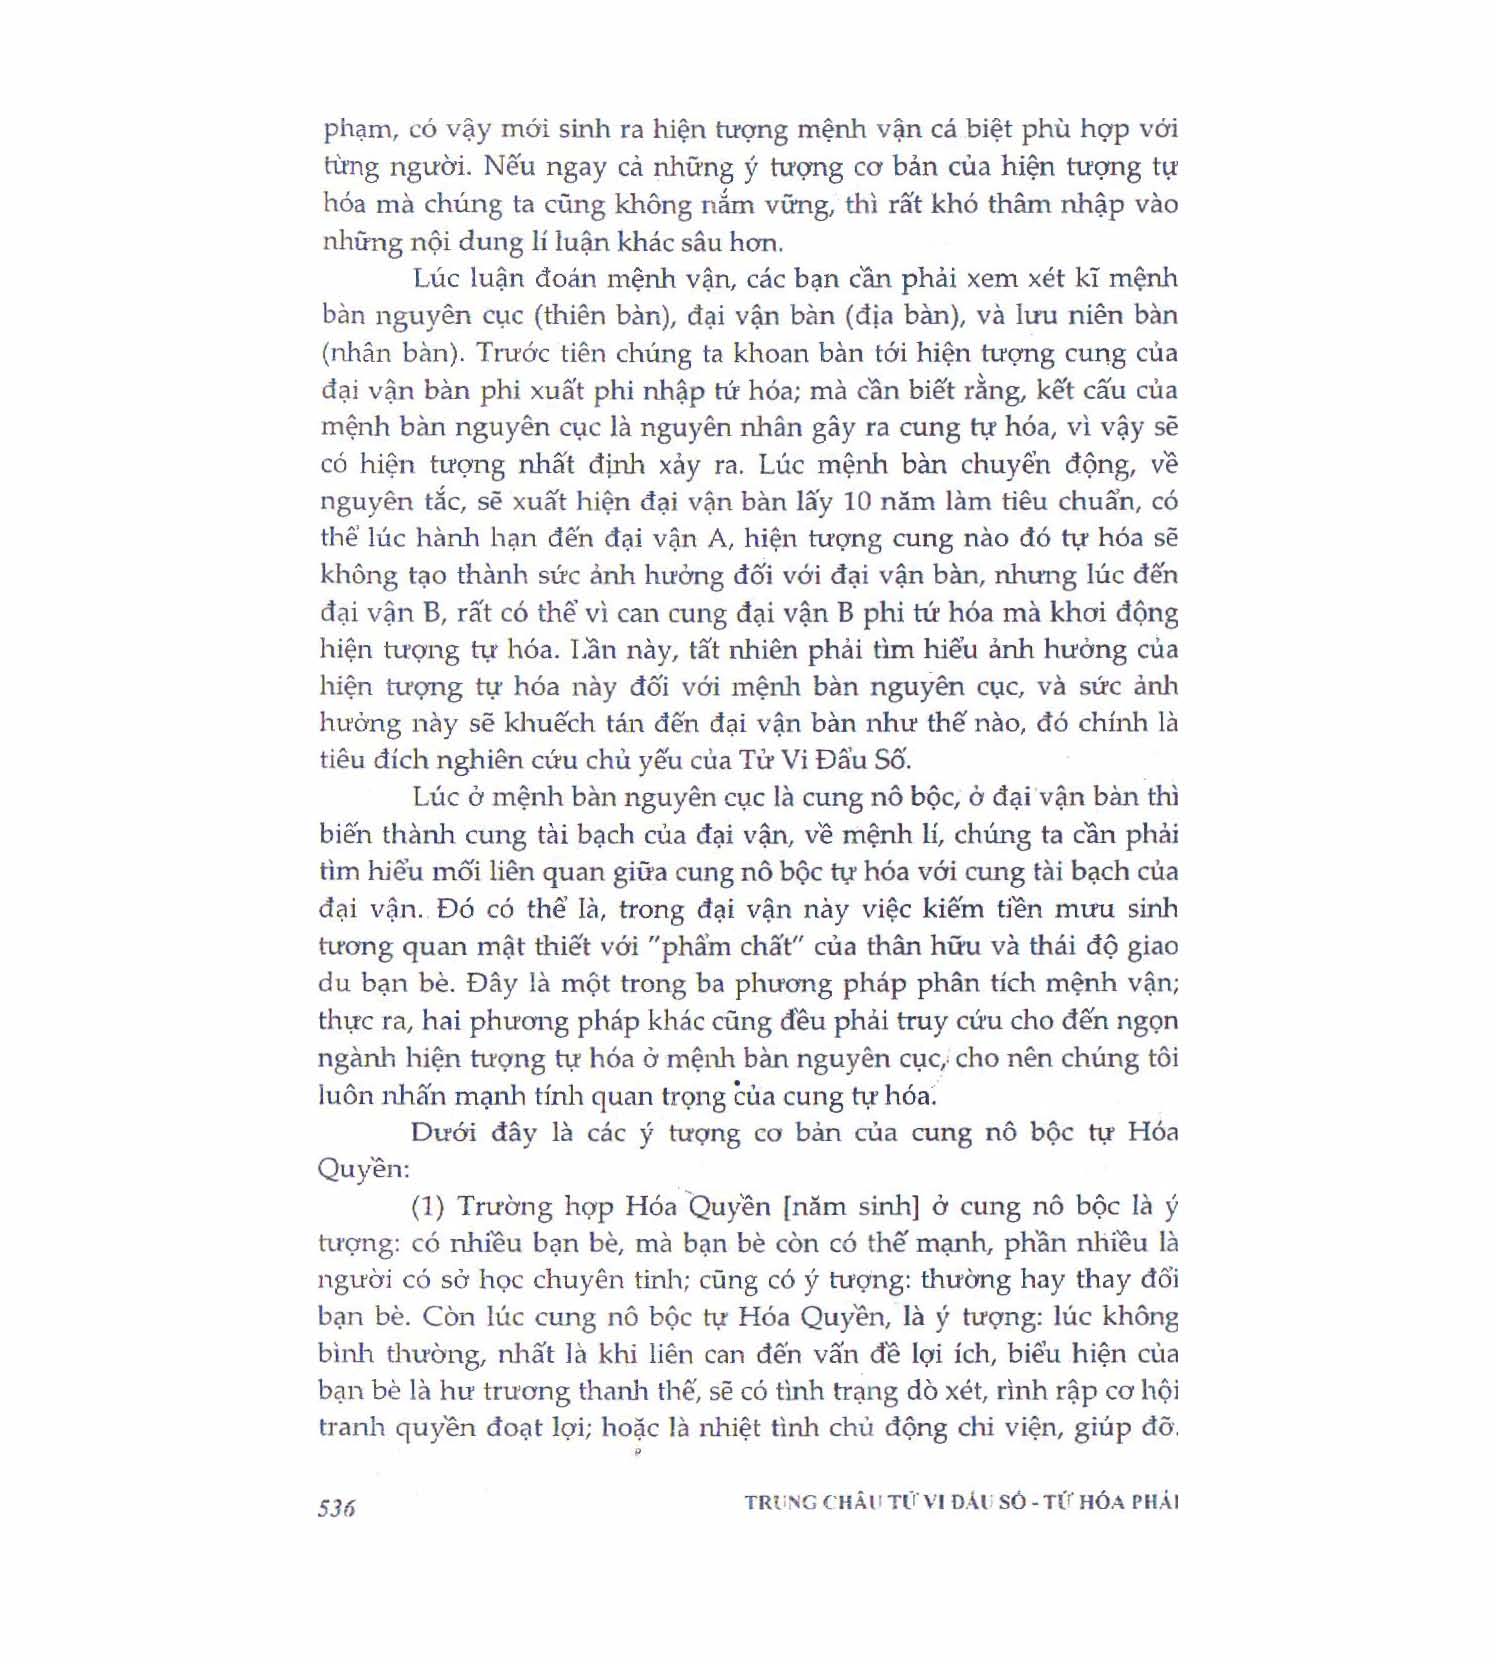 phạm, có vậy mới sinh ra hiện tượng mệnh vận cá biệt phù hợp với
từng người. Nếu ngay cả những ý tượng cơ bản của hiện tượng tự
hóa mà chúng ta cũng không nắm vững, thì rất khó thâm nhập vào
những nội dung lí luận khác sâu hơn.
Lúc luận đoán mệnh vận, các bạn cần phải xem xét kĩ mệnh
bàn nguyên cục (thiên bàn), đại vận bàn (địa bàn), và lưu niên bàn
(nhân bàn). Trước tiên chúng ta khoan bàn tới hiện tượng cung của
đại vận bàn phi xuất phi nhập tứ hóa; mà cần biết rằng, kết cấu của
mệnh bàn nguyên cục là nguyên nhân gây ra cung tự hóa, vì vậy sẽ
có hiện tượng nhất định xảy ra. Lúc mệnh bàn chuyển động, về
nguyên tắc, sẽ xuất hiện đại vận bàn lấy 10 năm làm tiêu chuẩn, có
thể lúc hành hạn đến đại vận A, hiện tượng cung nào đó tự hóa sẽ
không tạo thành sức ảnh hưởng đối với đại vận bàn, nhưng lúc đến
đại vận B, rất có thể vì can cung đại vận B phi tứ hóa mà khơi động
hiện tượng tự hóa. Lần này, tất nhiên phải tìm hiểu ảnh hưởng của
hiện tượng tự hóa này đối với mệnh bàn nguyên cục, và sức ảnh
hưởng này sẽ khuếch tán đến đại vận bàn như thế nào, đó chính là
tiêu đích nghiên cứu chủ yếu của Tử Vi Đẩu Số.
Lúc ở mệnh bàn nguyên cục là cung nô bộc, ở đại vận bàn thì
biến thành cung tài bạch của đại vận, về mệnh lí, chúng ta cần phải
tìm hiểu mối liên quan giữa cung nô bộc tự hóa với cung tài bạch của
đại vận. Đó có thể là, trong đại vận này việc kiếm tiền mưu sinh
tương quan mật thiết với "phẩm chất" của thân hữu và thái độ giao
du bạn bè. Đây là một trong ba phương pháp phân tích mệnh vận;
thực ra, hai phương pháp khác cũng đều phải truy cứu cho đến ngọn
ngành hiện tượng tự hóa ở mệnh bàn nguyên cục, cho nên chúng tôi
luôn nhấn mạnh tính quan trọng của cung tự hóa.
Dưới đây là các ý tượng cơ bản của cung nô bộc tự Hóa
Quyền:
(1) Trường hợp Hóa Quyền [năm sinh] ở cung nô bộc là ý
tượng: có nhiều bạn bè, mà bạn bè còn có thế mạnh, phần nhiều là
người có sở học chuyên tinh; cũng có ý tượng: thường hay thay đổi
bạn bè. Còn lúc cung nô bộc tự Hóa Quyền, là ý tượng: lúc không
bình thường, nhất là khi liên can đến vấn đề lợi ích, biểu hiện của
bạn bè là hư trương thanh thế, sẽ có tình trạng dò xét, rình rập cơ hội
tranh quyền đoạt lợi; hoặc là nhiệt tình chủ động chi viện, giúp đỡ.
536
TRUNG CHÂU TỬ VI ĐẨU SỐ - TỨ HÓA PHÁI